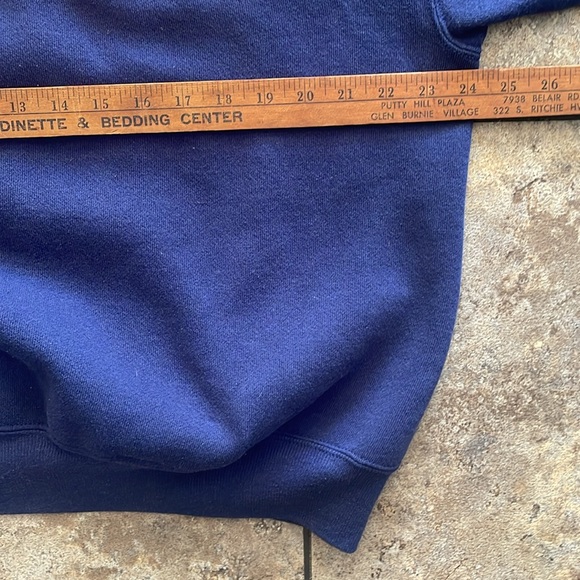 13 14 15 16 17 18 19 20 21 22 23 24 25 26
DINETTE & BEDDING CENTER
PUTTY HILL PLAZA 7938 BELAIR RD.
GLEN BURNIE VILLAGE 322 S. RITCHIE